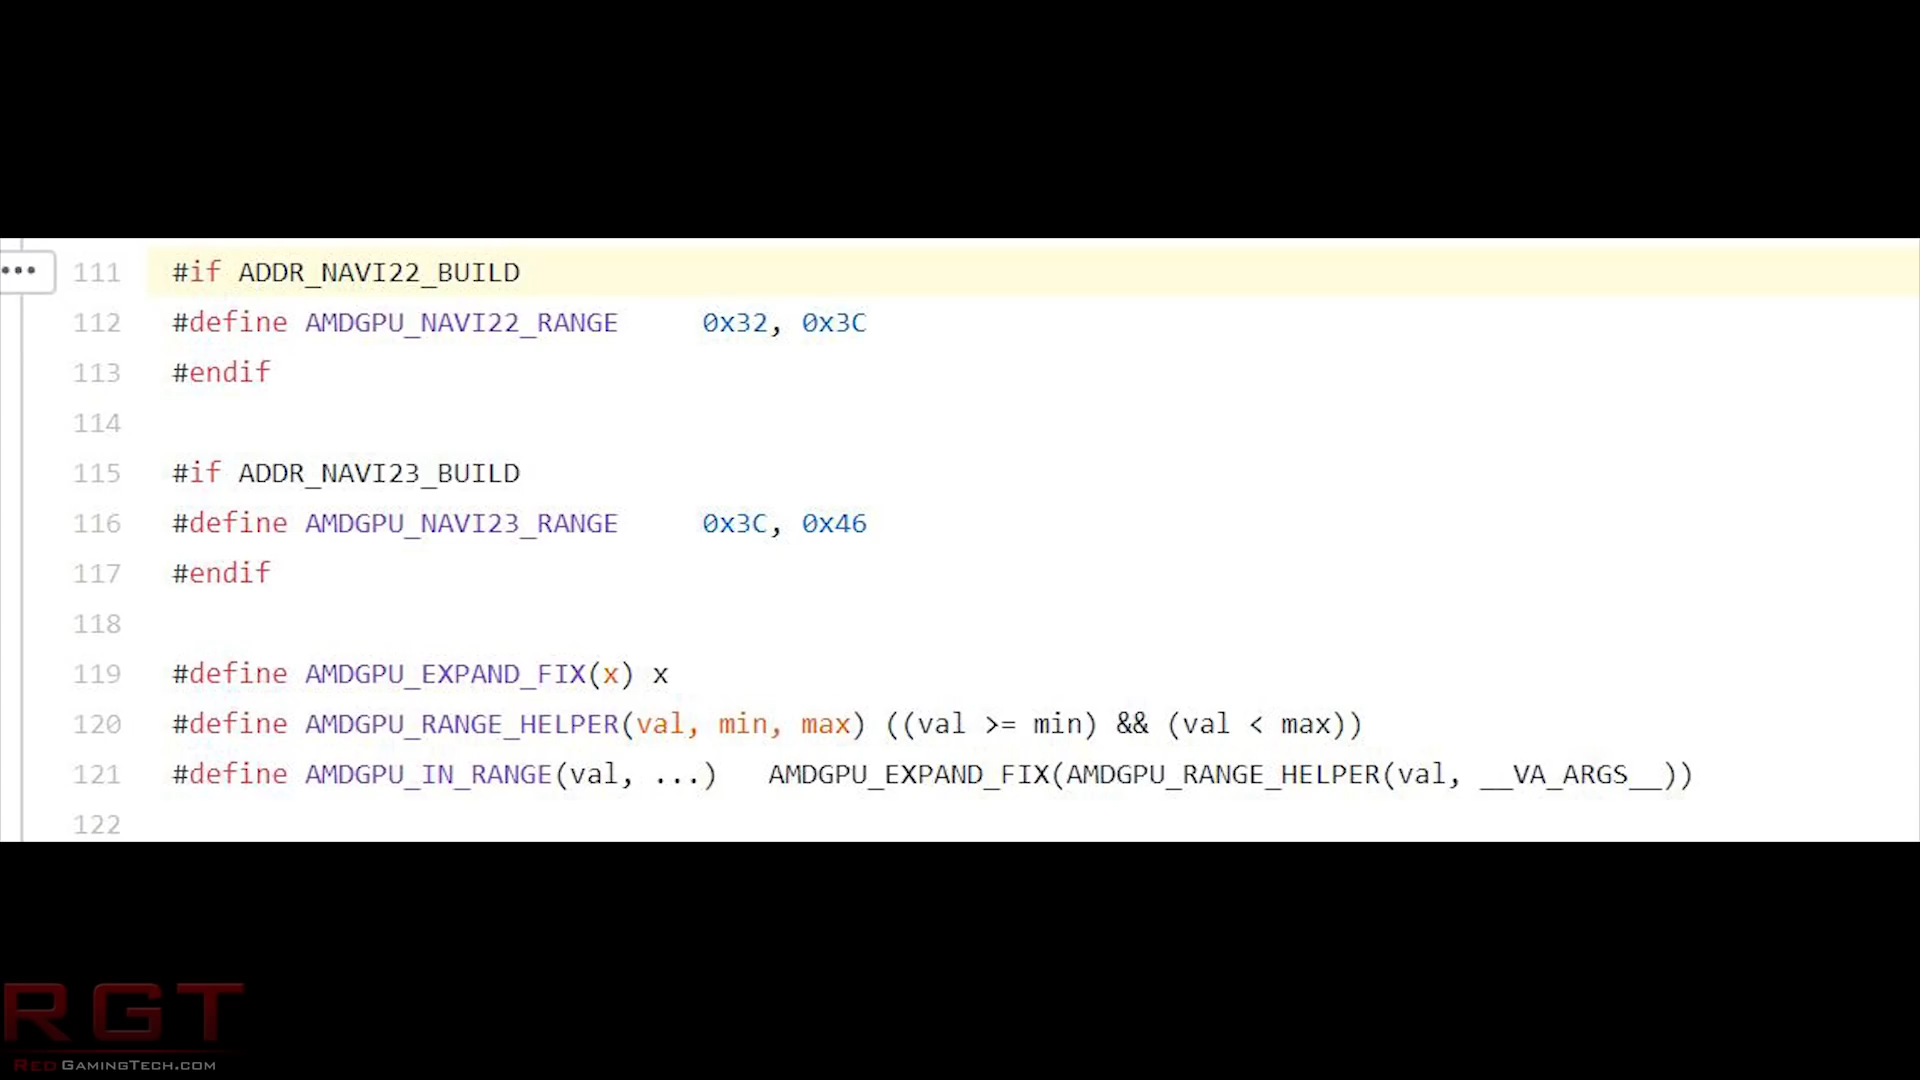 111 #if ADDR_NAVI22_BUILD
112 #define AMDGPU_NAVI22_RANGE 0x32, 0x3C
113 #endif
114
115 #if ADDR_NAVI23_BUILD
116 #define AMDGPU_NAVI23_RANGE 0x3C, 0x46
117 #endif
118
119 #define AMDGPU_EXPAND_FIX(x) x
120 #define AMDGPU_RANGE_HELPER(val, min, max) ((val >= min) && (val < max))
121 #define AMDGPU_IN_RANGE(val, ...) AMDGPU_EXPAND_FIX(AMDGPU_RANGE_HELPER(val, __VA_ARGS__))
122
RGT
REDGAMINGTECH.COM